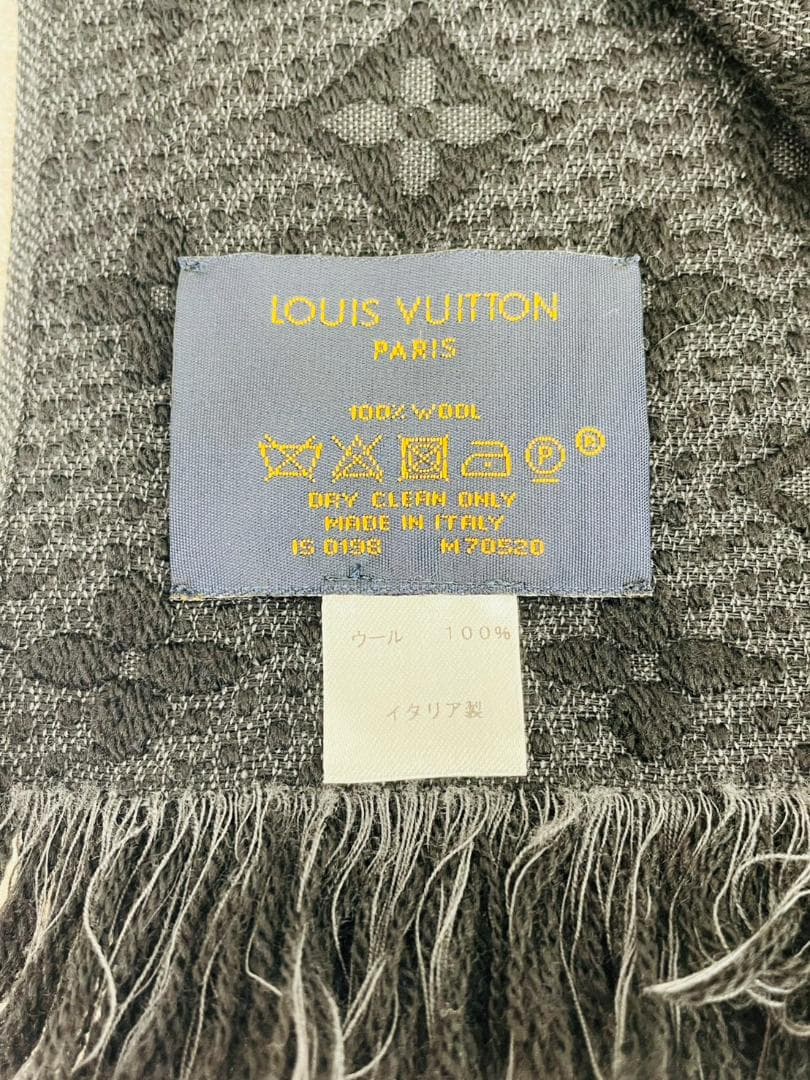 LOUIS VUITTON
PARIS
100% WOOL
P R
DRY CLEAN ONLY
MADE IN ITALY
IS 0198 M70520
ウール 100%
イタリア製